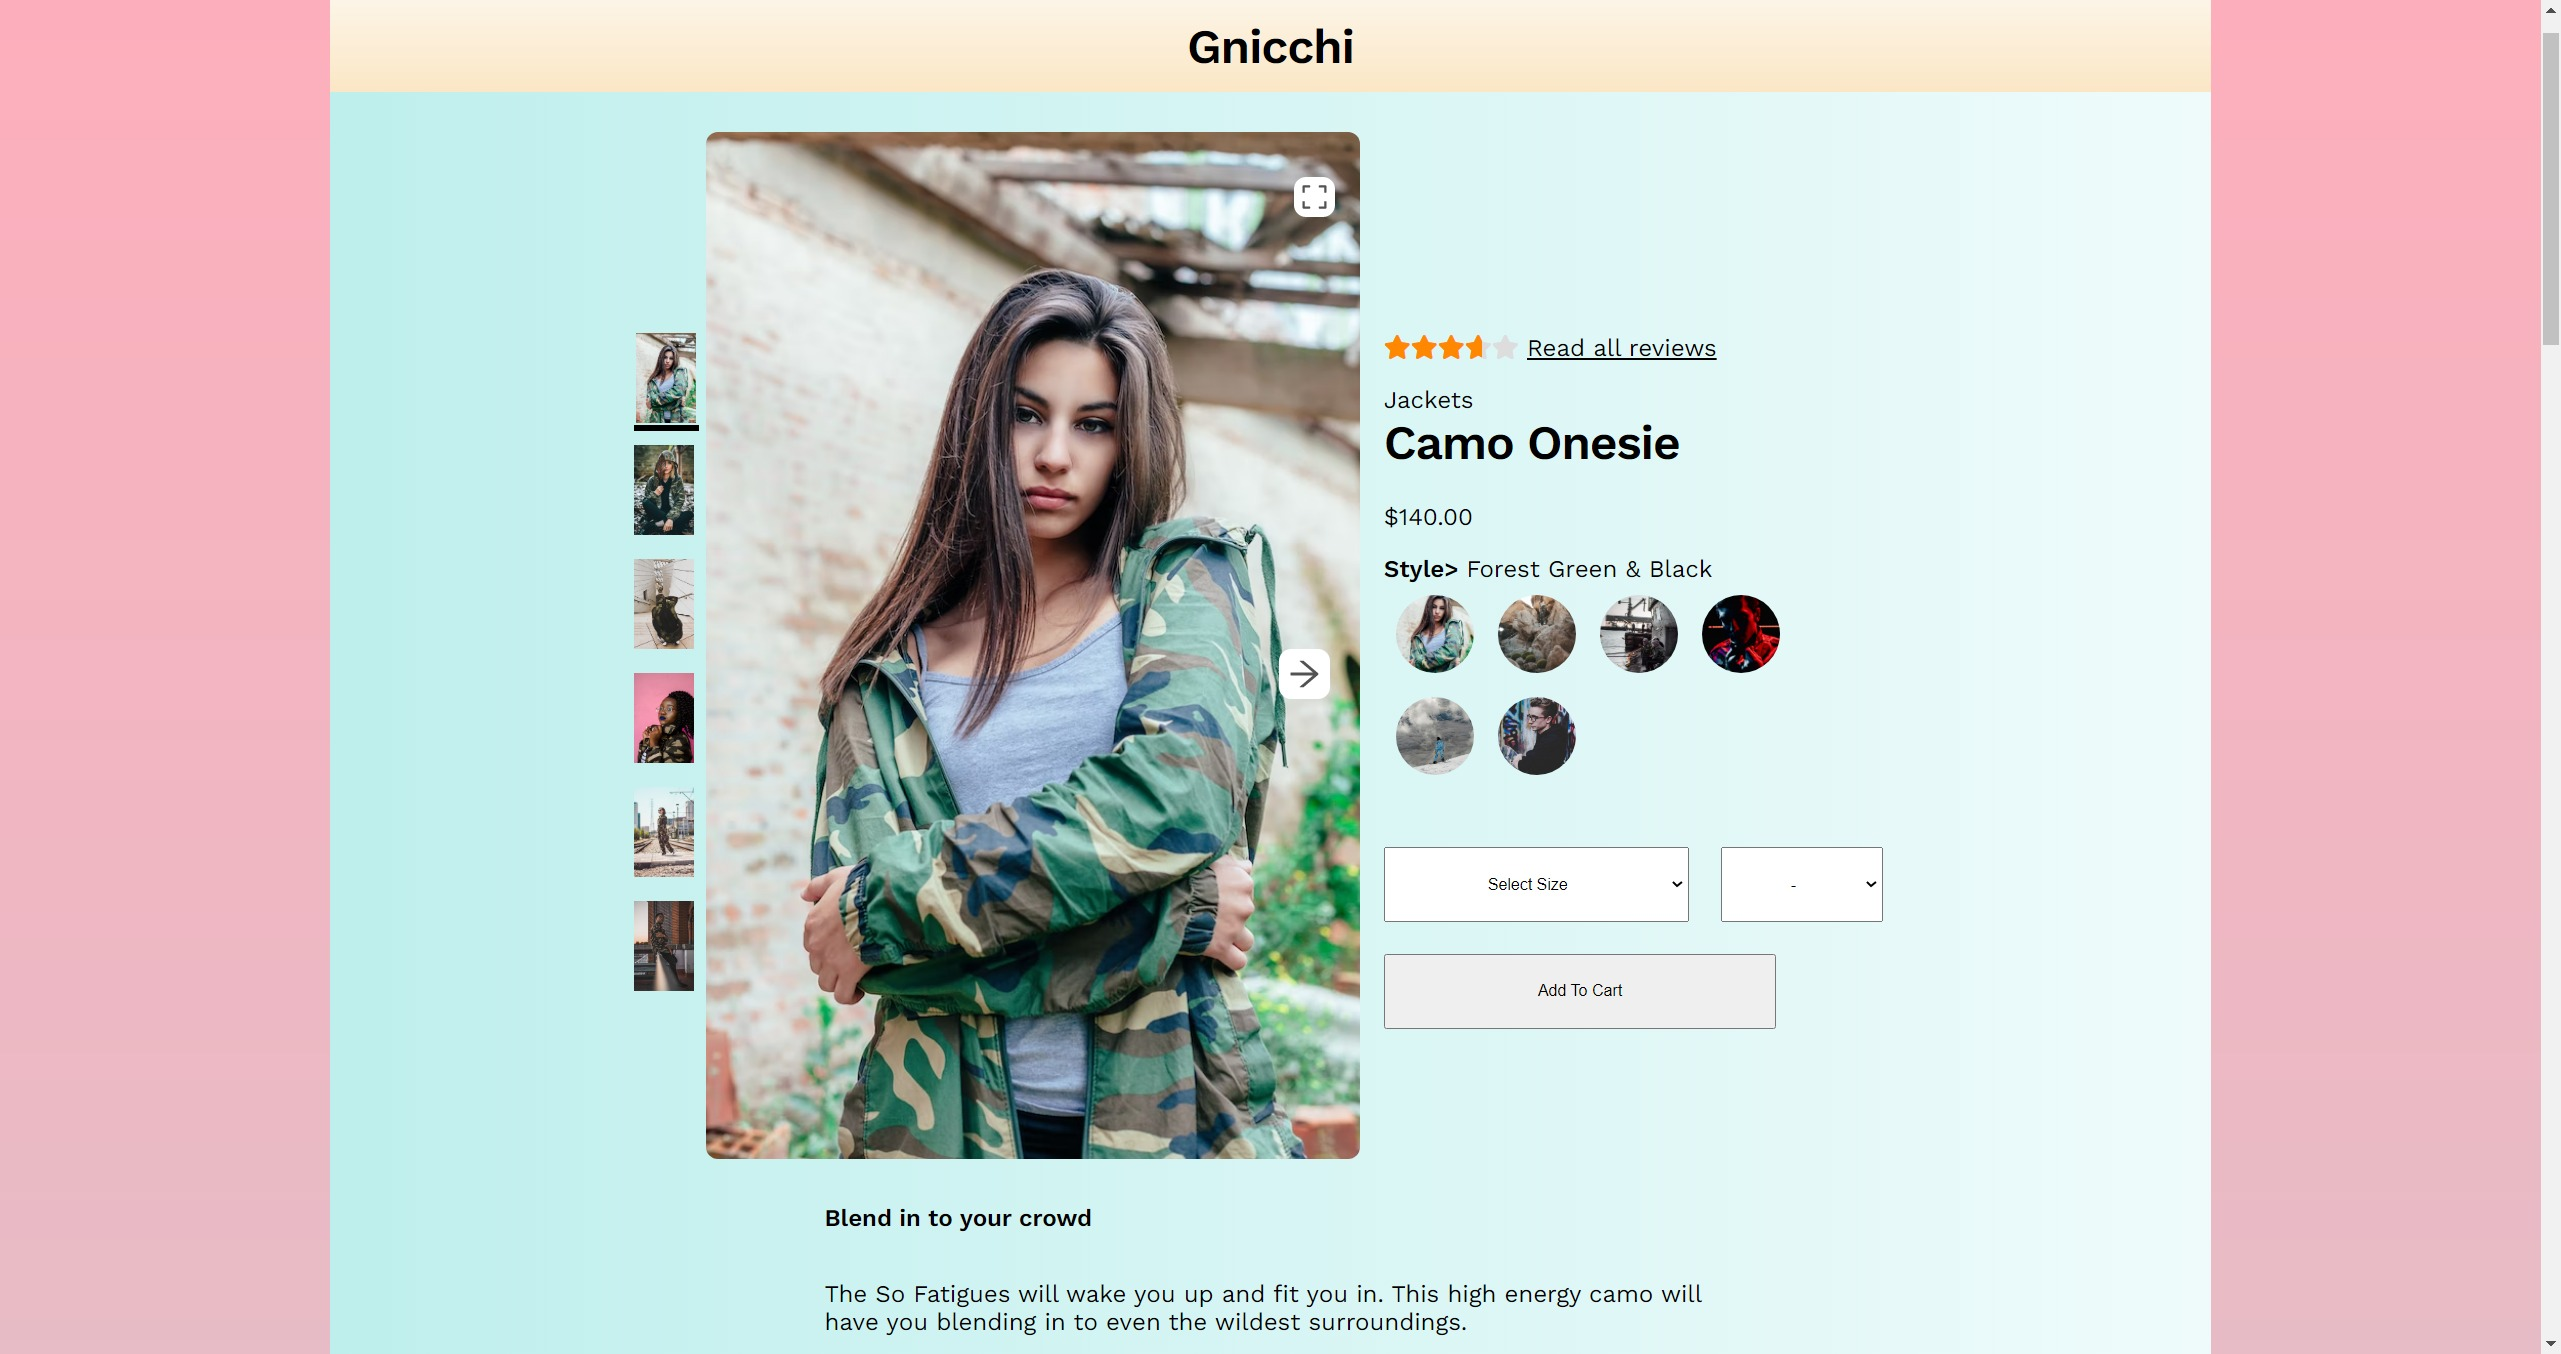 Gnicchi
Read all reviews
Jackets
Camo Onesie
$140.00
Style> Forest Green & Black
Select Size
-
Add To Cart
Blend in to your crowd
The So Fatigues will wake you up and fit you in. This high energy camo will
have you blending in to even the wildest surroundings.